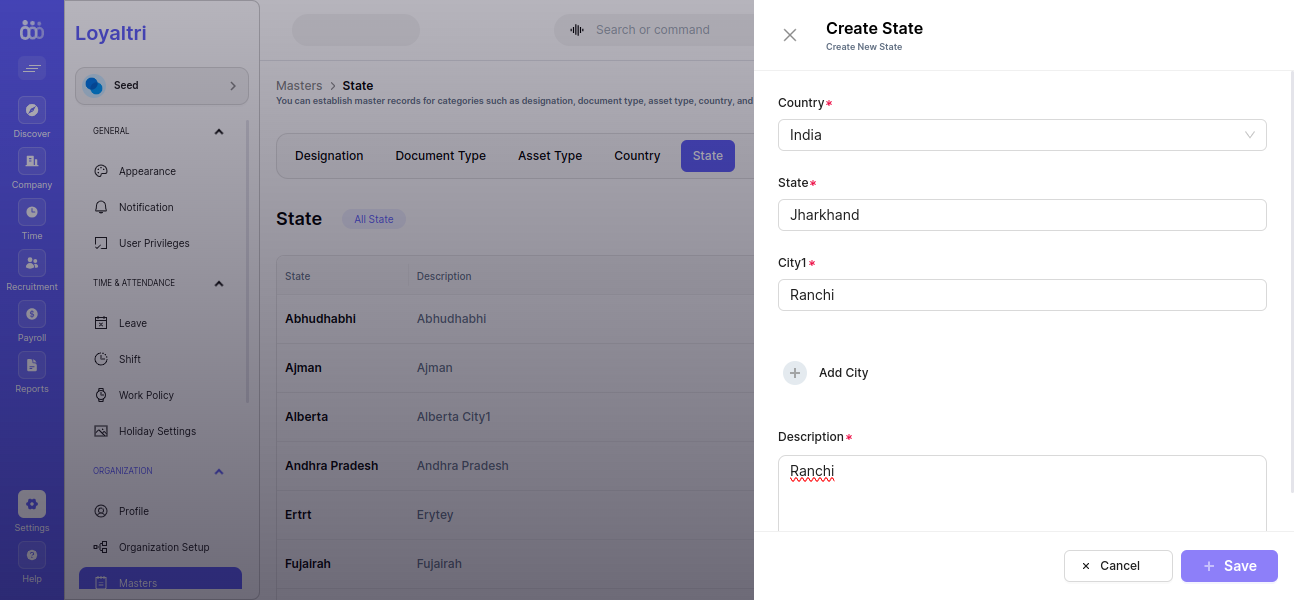 Discover
Company
Time
Recruitment
Payroll
Reports
Settings
Help
Loyaltri
Seed
GENERAL
Appearance
Notification
User Privileges
TIME & ATTENDANCE
Leave
Shift
Work Policy
Holiday Settings
ORGANIZATION
Profile
Organization Setup
Masters
Search or command
Masters > State
You can establish master records for categories such as designation, document type, asset type, country, and
Designation Document Type Asset Type Country State
State All State
State Description
Abhudhabhi Abhudhabhi
Ajman Ajman
Alberta Alberta City1
Andhra Pradesh Andhra Pradesh
Ertrt Erytey
Fujairah Fujairah
Create State
Create New State
Country*
India
State*
Jharkhand
City1*
Ranchi
+ Add City
Description*
Ranchi
× Cancel + Save